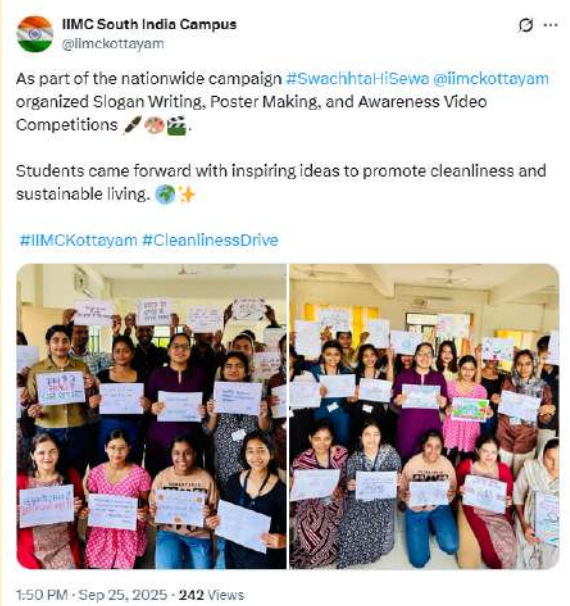 IIMC South India Campus
@iimckottayam
As part of the nationwide campaign #SwachhtaHiSewa @iimckottayam
organized Slogan Writing, Poster Making, and Awareness Video
Competitions 🖋️🎨🎬.
Students came forward with inspiring ideas to promote cleanliness and
sustainable living. 🌍✨
#IIMCKottayam #CleanlinessDrive
1:50 PM · Sep 25, 2025 · 242 Views